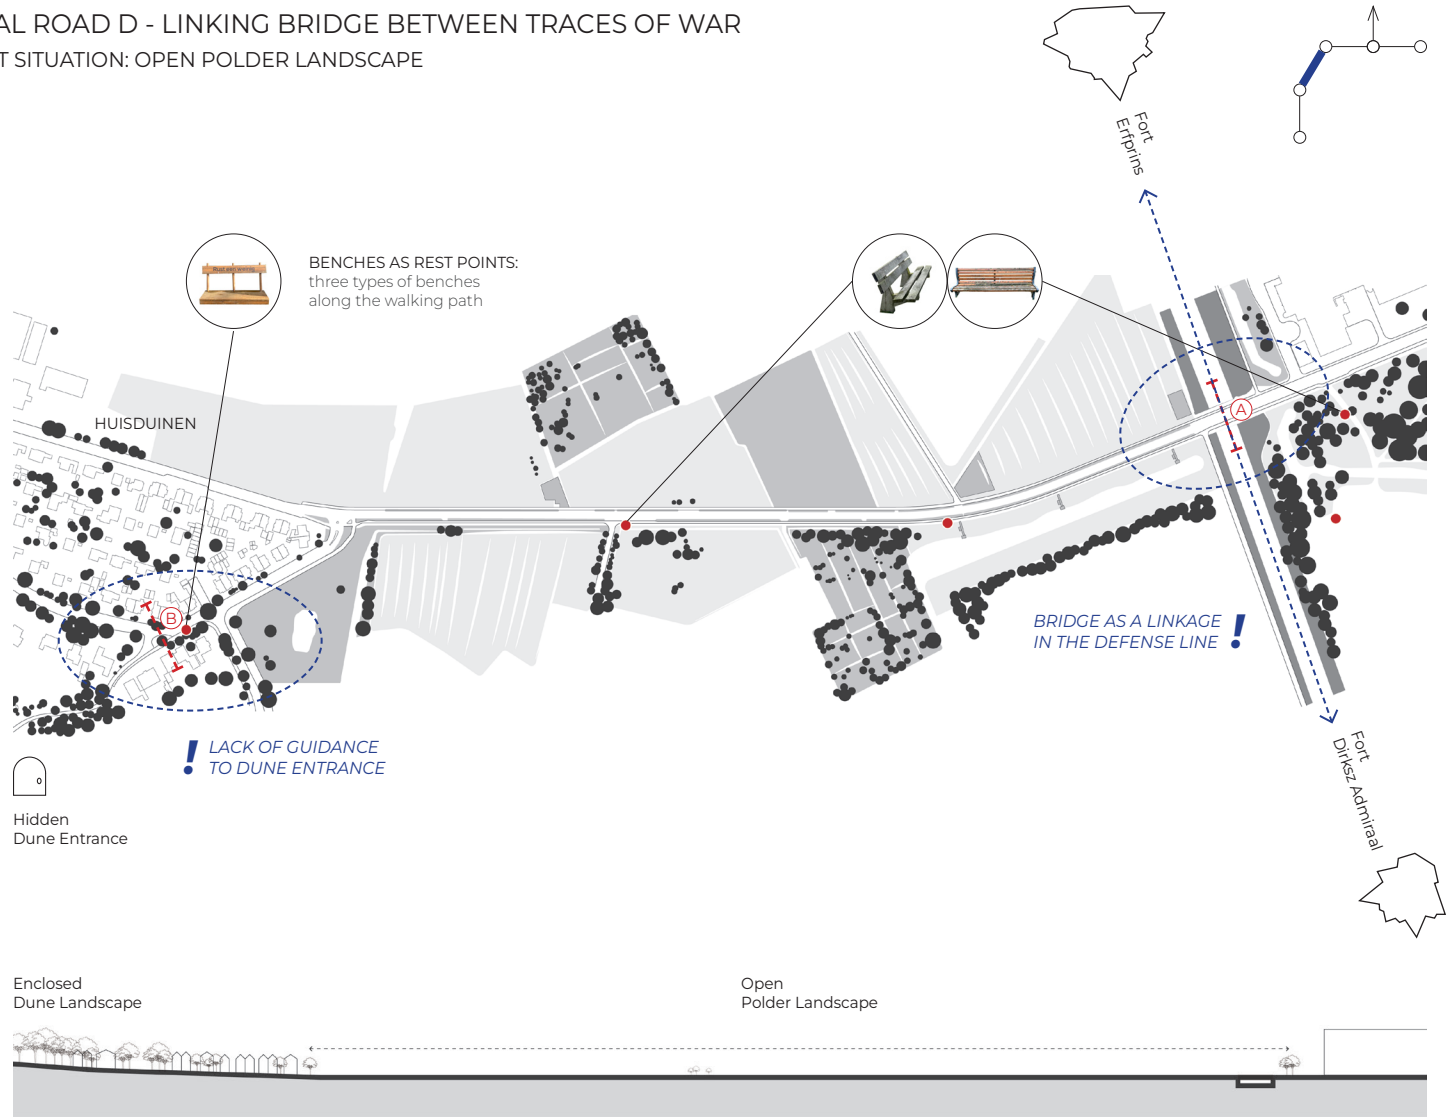 AL ROAD D - LINKING BRIDGE BETWEEN TRACES OF WAR
T SITUATION: OPEN POLDER LANDSCAPE
Fort
Erfprins
BENCHES AS REST POINTS:
three types of benches
along the walking path
HUISDUINEN
A
B
BRIDGE AS A LINKAGE
IN THE DEFENSE LINE !
! LACK OF GUIDANCE
TO DUNE ENTRANCE
Fort
Dirksz Admiraal
Hidden
Dune Entrance
Enclosed
Dune Landscape
Open
Polder Landscape